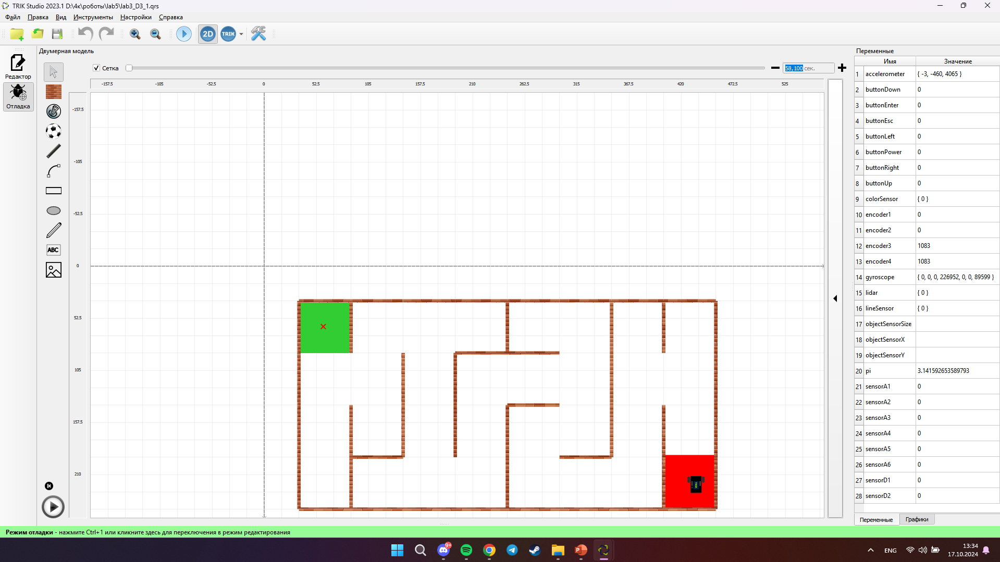 TRIK Studio 2023.1 D:\4к\роботы\lab5\lab3_D3_1.qrs
Файл Правка Вид Инструменты Настройки Справка
2D TRIK
Редактор
Отладка
Двумерная модель
Сетка
58,100 сек.
-157.5 -105 -52.5 0 52.5 105 157.5 210 262.5 315 367.5 420 472.5 525
-157.5
-105
-52.5
0
52.5
105
157.5
210
ABC
Переменные
Имя Значение
1 accelerometer { -3, -460, 4065 }
2 buttonDown 0
3 buttonEnter 0
4 buttonEsc 0
5 buttonLeft 0
6 buttonPower 0
7 buttonRight 0
8 buttonUp 0
9 colorSensor { 0 }
10 encoder1 0
11 encoder2 0
12 encoder3 1083
13 encoder4 1083
14 gyroscope { 0, 0, 0, 226952, 0, 0, 89599 }
15 lidar { 0 }
16 lineSensor { 0 }
17 objectSensorSize
18 objectSensorX
19 objectSensorY
20 pi 3.141592653589793
21 sensorA1 0
22 sensorA2 0
23 sensorA3 0
24 sensorA4 0
25 sensorA5 0
26 sensorA6 0
27 sensorD1 0
28 sensorD2 0
Переменные Графики
Режим отладки - нажмите Ctrl+1 или кликните здесь для переключения в режим редактирования
9+
ENG
13:34
17.10.2024